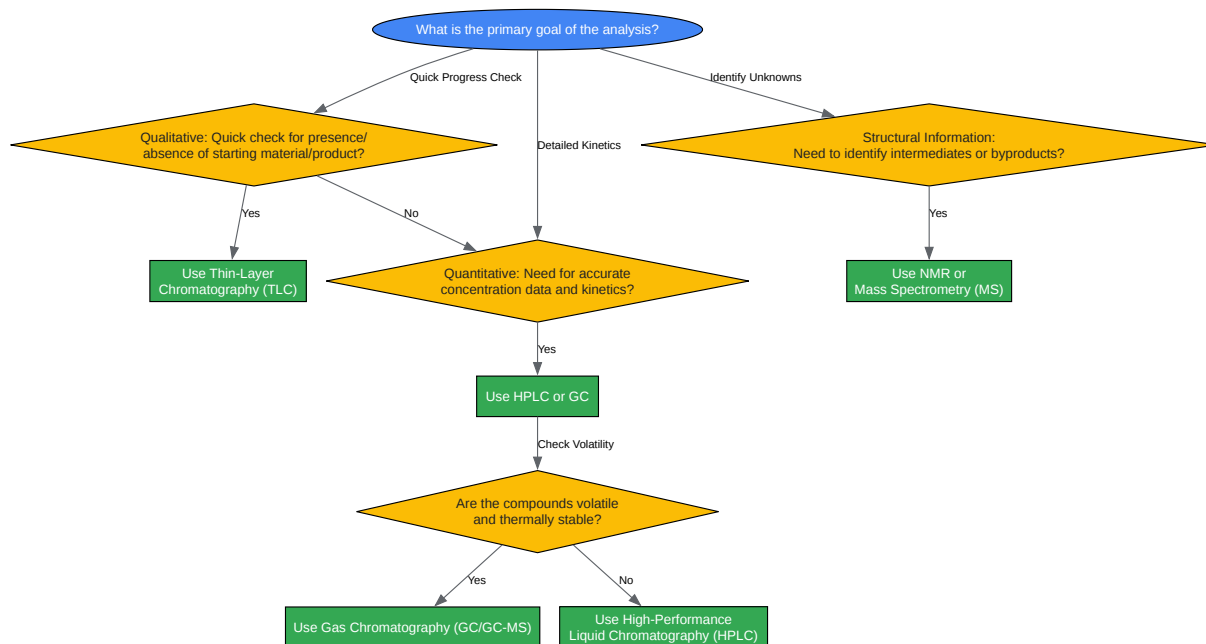 What is the primary goal of the analysis?
Quick Progress Check
Identify Unknowns
Qualitative: Quick check for presence/
absence of starting material/product?
Detailed Kinetics
Structural Information:
Need to identify intermediates or byproducts?
Yes
No
Yes
Use Thin-Layer
Chromatography (TLC)
Quantitative: Need for accurate
concentration data and kinetics?
Use NMR or
Mass Spectrometry (MS)
Yes
Use HPLC or GC
Check Volatility
Are the compounds volatile
and thermally stable?
Yes
No
Use Gas Chromatography (GC/GC-MS)
Use High-Performance
Liquid Chromatography (HPLC)